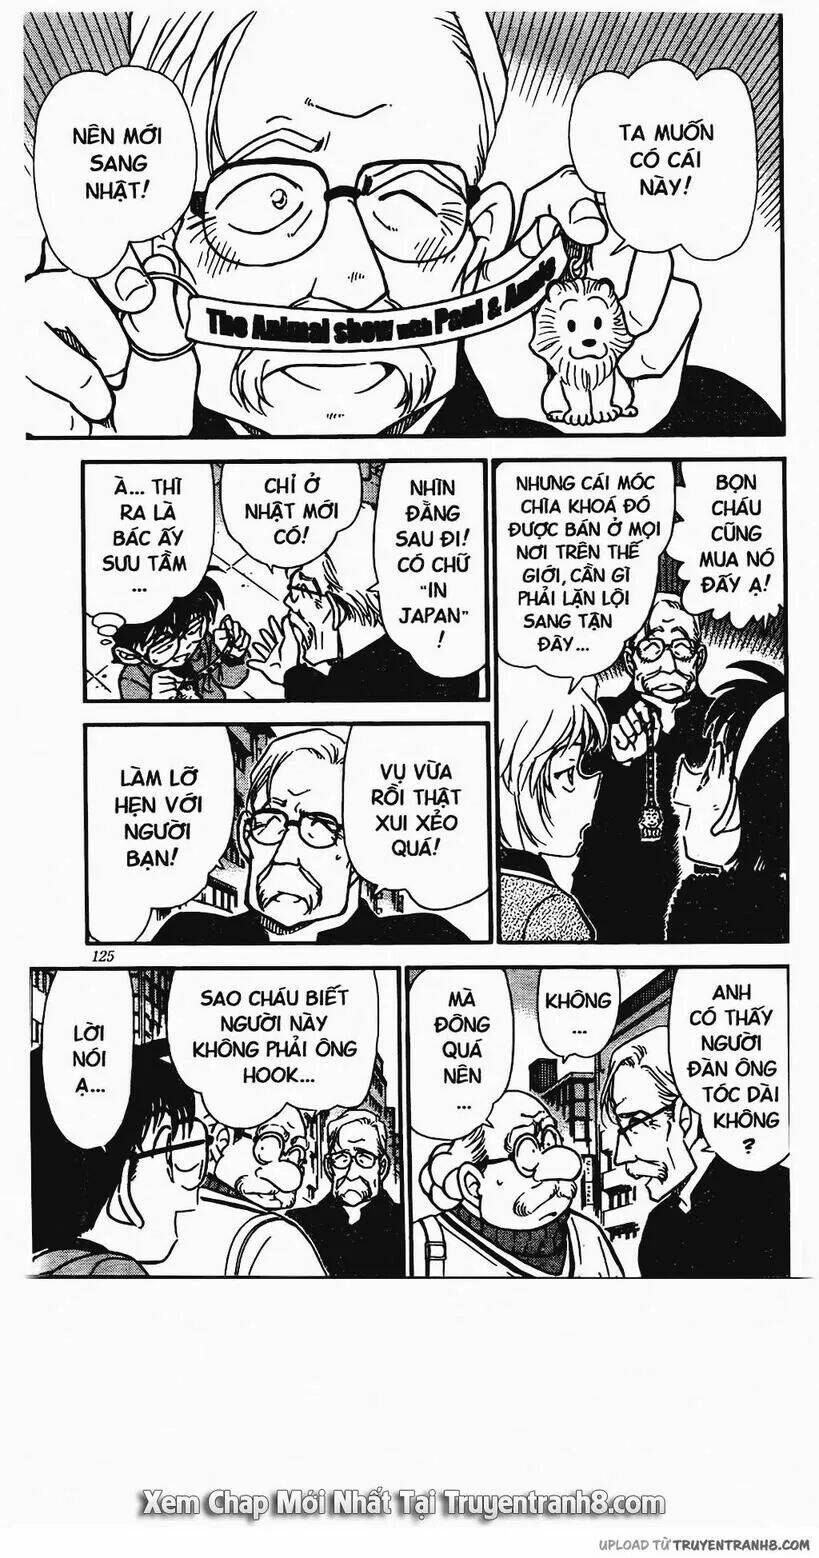 TA MUỐN
CÓ CÁI
NÀY!
NÊN MỚI
SANG
NHẬT!
The Animal show with Paul & Annie
BỌN
CHÁU
CŨNG
MUA NÓ
ĐẤY Ạ!
NHƯNG CÁI MÓC
CHÌA KHOÁ ĐÓ
ĐƯỢC BÁN Ở MỌI
NƠI TRÊN THẾ
GIỚI, CẦN GÌ
PHẢI LẶN LỘI
SANG TẬN
ĐÂY...
NHÌN
ĐẰNG
SAU ĐI!
CÓ CHỮ
"IN
JAPAN"
!
CHỈ Ở
NHẬT MỚI
CÓ!
À... THÌ
RA LÀ
BÁC ẤY
SƯU TẦM
...
VỤ VỪA
RỒI THẬT
XUI XẺO
QUÁ!
LÀM LỠ
HẸN VỚI
NGƯỜI
BẠN!
125
ANH
CÓ THẤY
NGƯỜI
ĐÀN ÔNG
TÓC DÀI
KHÔNG
?
KHÔNG
...
MÀ
ĐÔNG
QUÁ
NÊN
...
SAO CHÁU BIẾT
NGƯỜI NÀY
KHÔNG PHẢI ÔNG
HOOK...
LỜI
NÓI
Ạ...
Xem Chap Mới Nhất Tại Truyentranh8.com
UPLOAD TỪ TRUYENTRANH8.COM